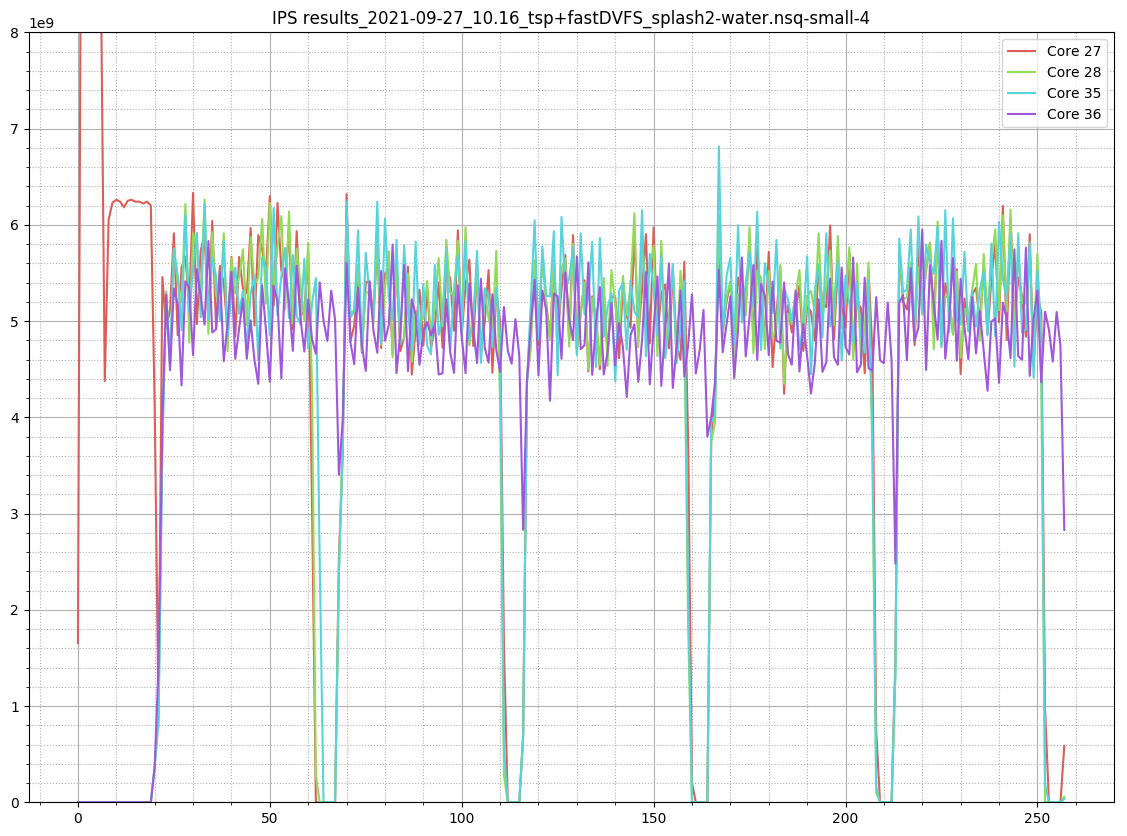 IPS results_2021-09-27_10.16_tsp+fastDVFS_splash2-water.nsq-small-4
1e9
8
7
6
5
4
3
2
1
0
0
50
100
150
200
250
Core 27
Core 28
Core 35
Core 36